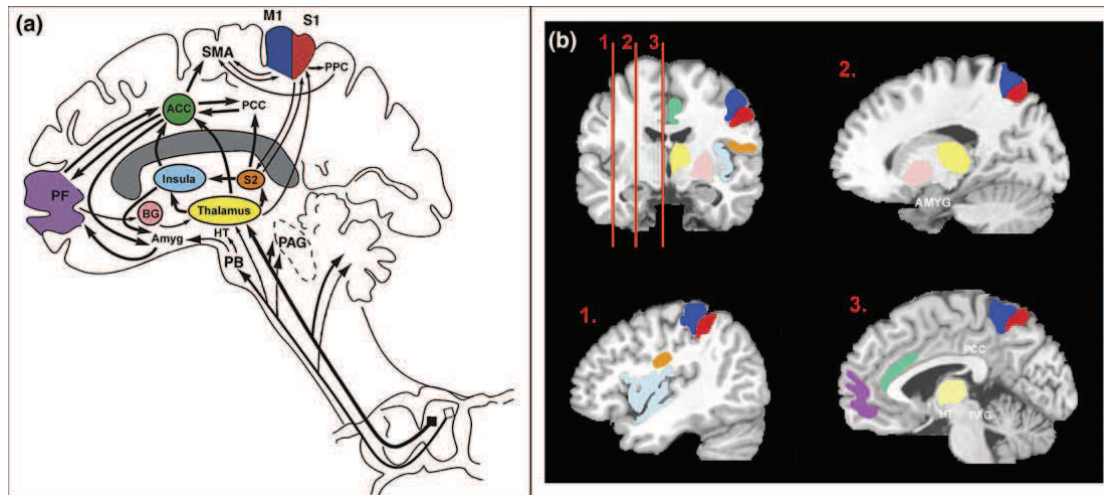 (a)
M1
S1
SMA
PPC
ACC
PCC
PF
Insula
S2
BG
Thalamus
HT
Amyg
PAG
PB
(b)
1 2 3
2.
AMYG
1.
3.
PCC
HT PAG